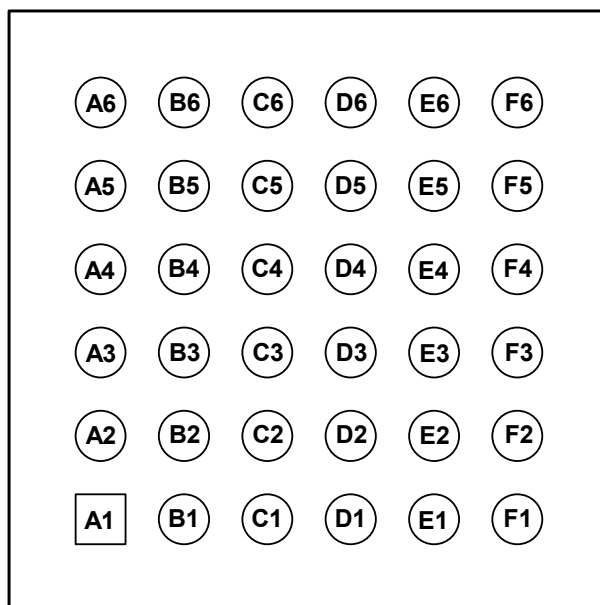 A6 B6 C6 D6 E6 F6
A5 B5 C5 D5 E5 F5
A4 B4 C4 D4 E4 F4
A3 B3 C3 D3 E3 F3
A2 B2 C2 D2 E2 F2
A1 B1 C1 D1 E1 F1